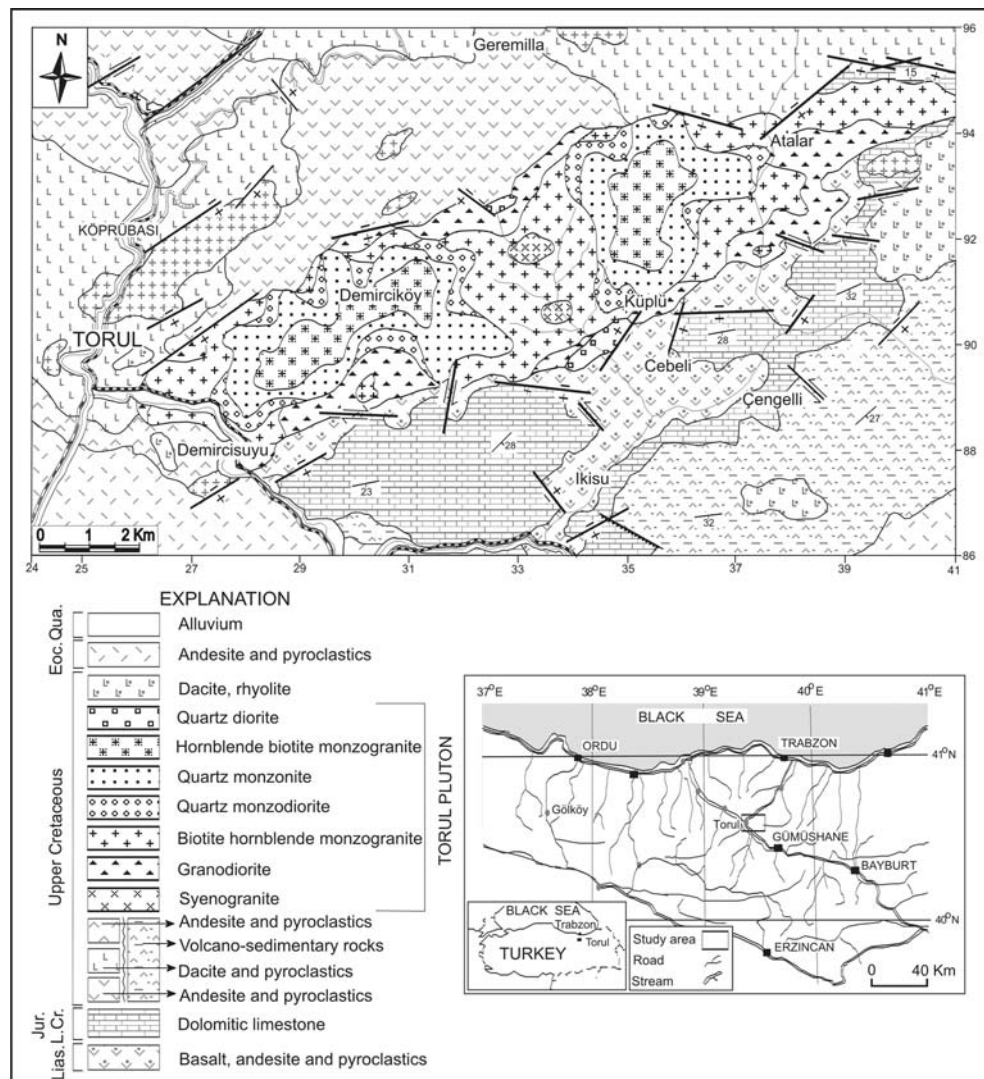 N
Geremilla
96
15
94
Atalar
KÖPRÜBASI
92
Demirciköy
Küplü
32
TORUL
28
90
Cebeli
Çengelli
27
28
88
Demircisuyu
Ikisu
23
32
0 1 2 Km
86
24 25 27 29 31 33 35 37 39 41
EXPLANATION
Qua.
Alluvium
Eoc.
Andesite and pyroclastics
Upper Cretaceous
Dacite, rhyolite
TORUL PLUTON
Quartz diorite
Hornblende biotite monzogranite
Quartz monzonite
Quartz monzodiorite
Biotite hornblende monzogranite
Granodiorite
Syenogranite
Andesite and pyroclastics
Volcano-sedimentary rocks
Dacite and pyroclastics
Andesite and pyroclastics
Jur.
L.Cr.
Dolomitic limestone
Lias.
Basalt, andesite and pyroclastics
37°E 38°E 39°E 40°E 41°E
BLACK SEA
ORDU
TRABZON
41°N
Gölköy
Torul
GÜMÜSHANE
BAYBURT
40°N
BLACK SEA
Trabzon
Torul
TURKEY
Study area
Road
Stream
ERZINCAN
0 40 Km